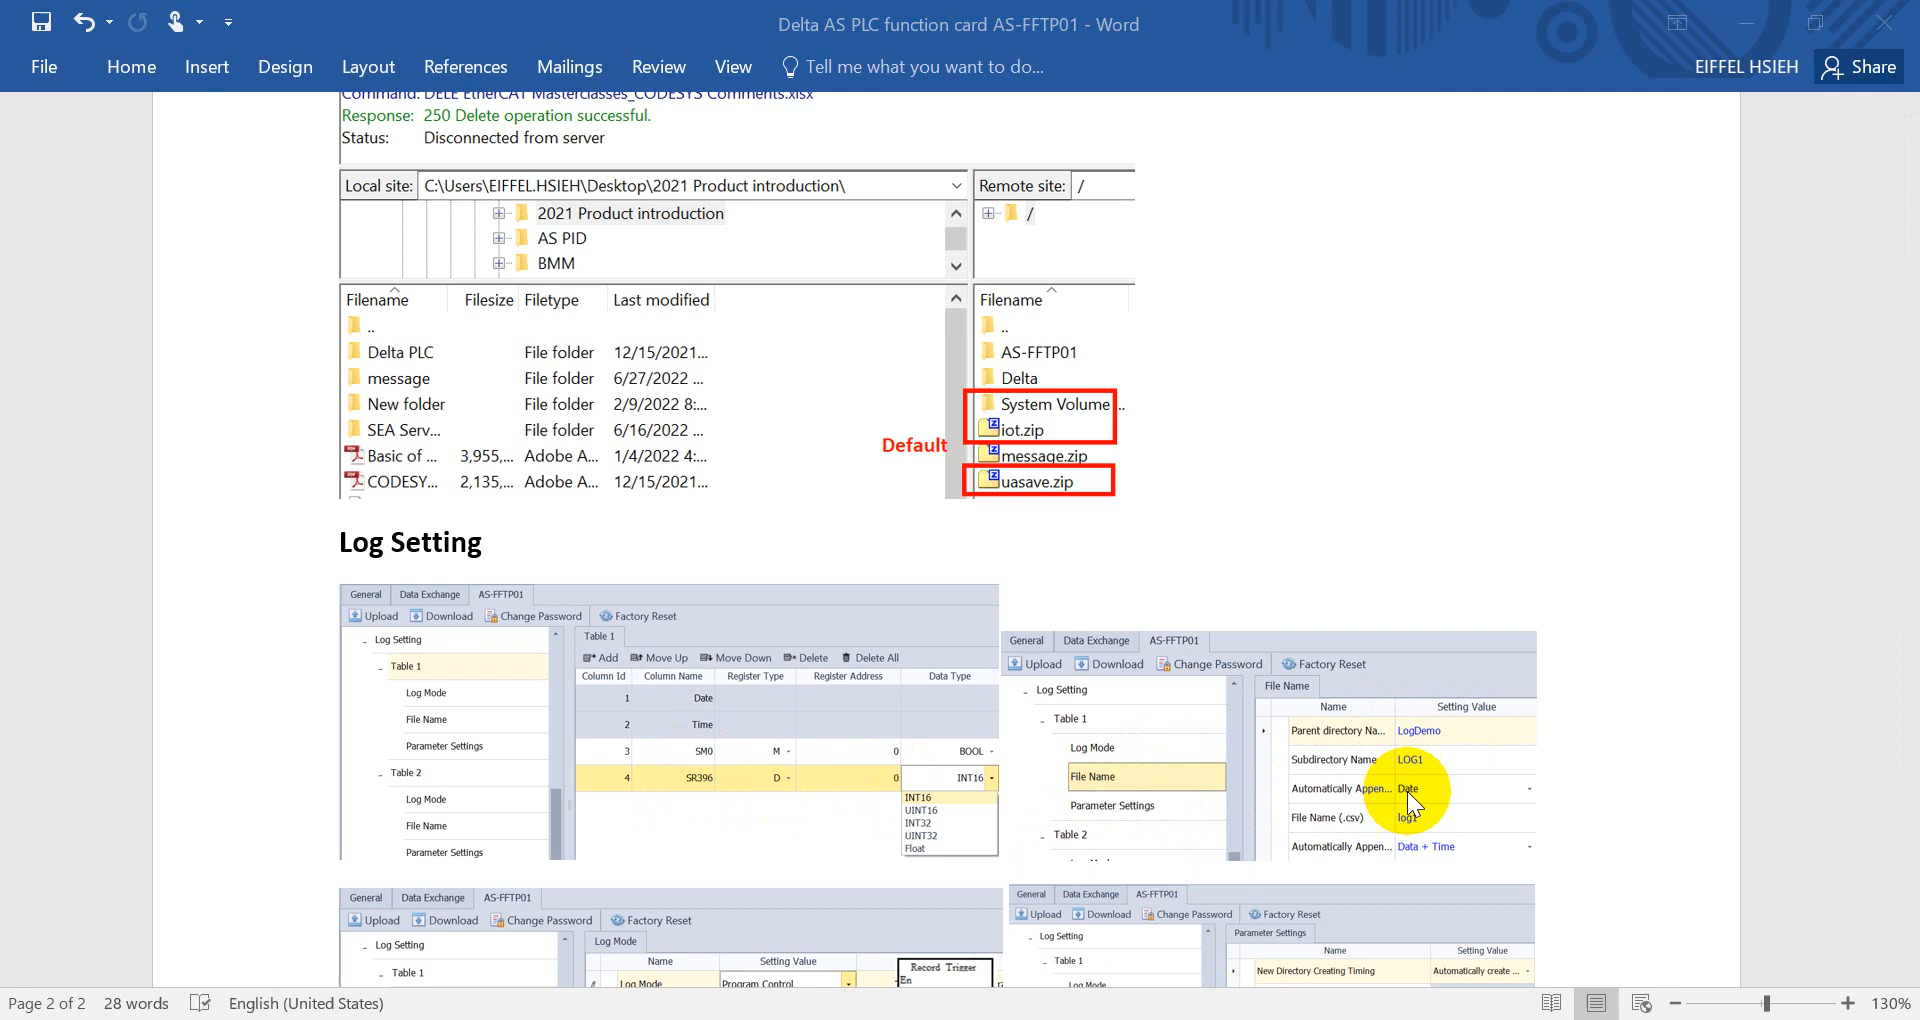 Delta AS PLC function card AS-FFTP01 - Word
File Home Insert Design Layout References Mailings Review View Tell me what you want to do... EIFFEL HSIEH Share
Command: DELE EtherCAT Masterclasses_CODESYS Comments.xlsx
Response: 250 Delete operation successful.
Status: Disconnected from server
Local site: C:\Users\EIFFEL.HSIEH\Desktop\2021 Product introduction\ Remote site: /
2021 Product introduction /
AS PID
BMM
Filename Filesize Filetype Last modified Filename
.. ..
Delta PLC File folder 12/15/2021... AS-FFTP01
message File folder 6/27/2022 ... Delta
New folder File folder 2/9/2022 8:... System Volume ..
SEA Serv... File folder 6/16/2022 ... iot.zip
Default
Basic of ... 3,955,... Adobe A... 1/4/2022 4:... message.zip
CODESY... 2,135,... Adobe A... 12/15/2021... uasave.zip
Log Setting
General Data Exchange AS-FFTP01
Upload Download Change Password Factory Reset
Log Setting
Table 1
Log Mode
File Name
Parameter Settings
Table 2
Log Mode
File Name
Parameter Settings
Table 1
Add Move Up Move Down Delete Delete All
Column Id Column Name Register Type Register Address Data Type
1 Date
2 Time
3 SM0 M 0 BOOL
4 SR396 D 0 INT16
INT16
UINT16
INT32
UINT32
Float
General Data Exchange AS-FFTP01
Upload Download Change Password Factory Reset
Log Setting
Table 1
Log Mode
File Name
Parameter Settings
Table 2
File Name
Name Setting Value
Parent directory Na... LogDemo
Subdirectory Name LOG1
Automatically Appen... Date
File Name (.csv) log1
Automatically Appen... Data + Time
General Data Exchange AS-FFTP01
Upload Download Change Password Factory Reset
Log Setting
Table 1
Log Mode
Name Setting Value
Log Mode Program Control
Record Trigger
En
General Data Exchange AS-FFTP01
Upload Download Change Password Factory Reset
Log Setting
Table 1
Log Mode
Parameter Settings
Name Setting Value
New Directory Creating Timing Automatically create ...
Page 2 of 2 28 words English (United States) 130%